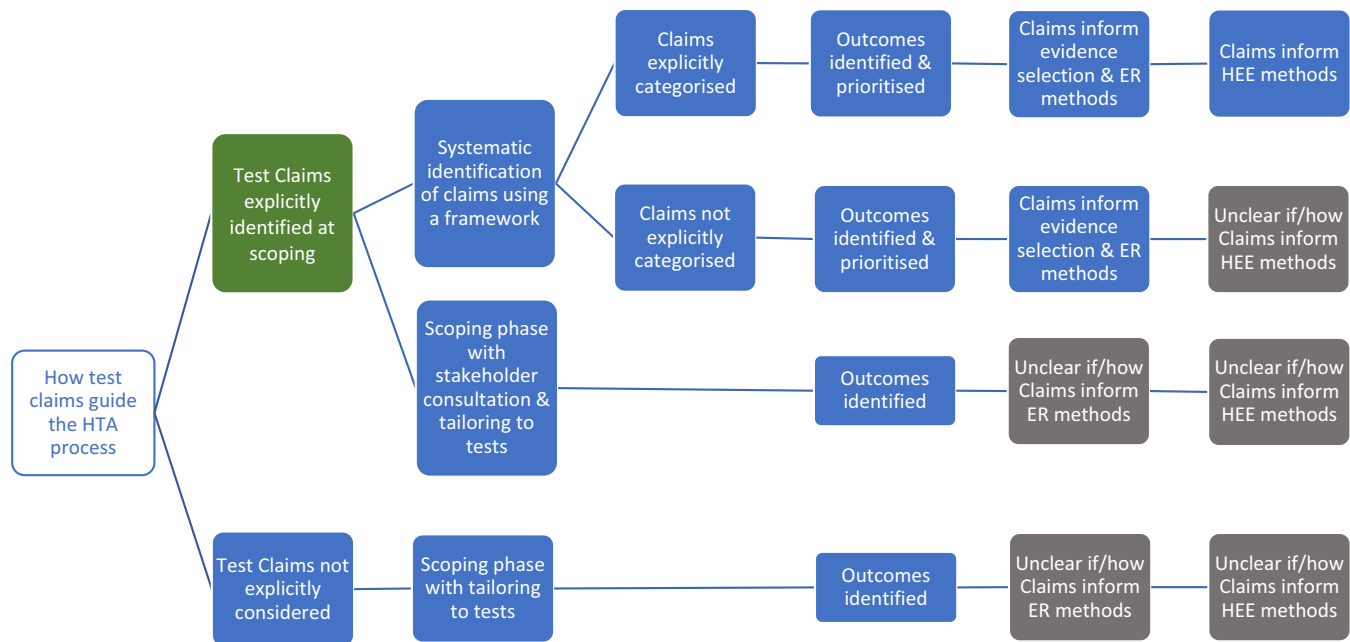 How test
claims guide
the HTA
process
Test Claims
explicitly
identified at
scoping
Systematic
identification
of claims using
a framework
Claims
explicitly
categorised
Outcomes
identified &
prioritised
Claims inform
evidence
selection & ER
methods
Claims inform
HEE methods
Claims not
explicitly
categorised
Outcomes
identified &
prioritised
Claims inform
evidence
selection & ER
methods
Unclear if/how
Claims inform
HEE methods
Scoping phase
with
stakeholder
consultation &
tailoring to
tests
Outcomes
identified
Unclear if/how
Claims inform
ER methods
Unclear if/how
Claims inform
HEE methods
Test Claims not
explicitly
considered
Scoping phase
with tailoring
to tests
Outcomes
identified
Unclear if/how
Claims inform
ER methods
Unclear if/how
Claims inform
HEE methods